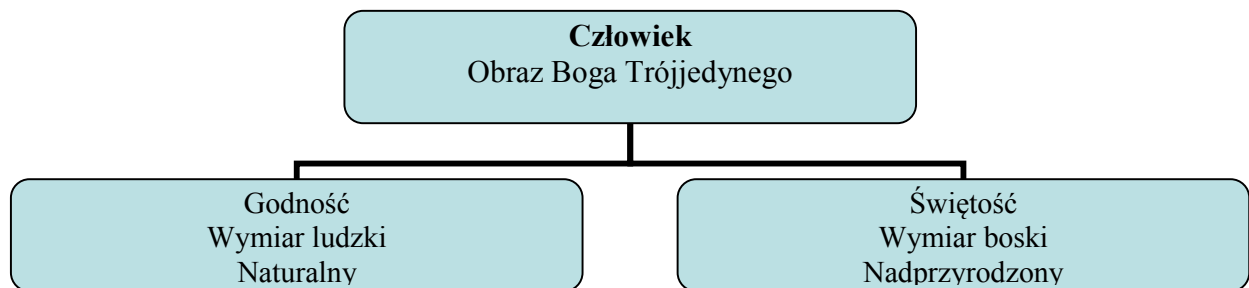 Człowiek
Obraz Boga Trójjedynego
Godność
Wymiar ludzki
Naturalny
Świętość
Wymiar boski
Nadprzyrodzony